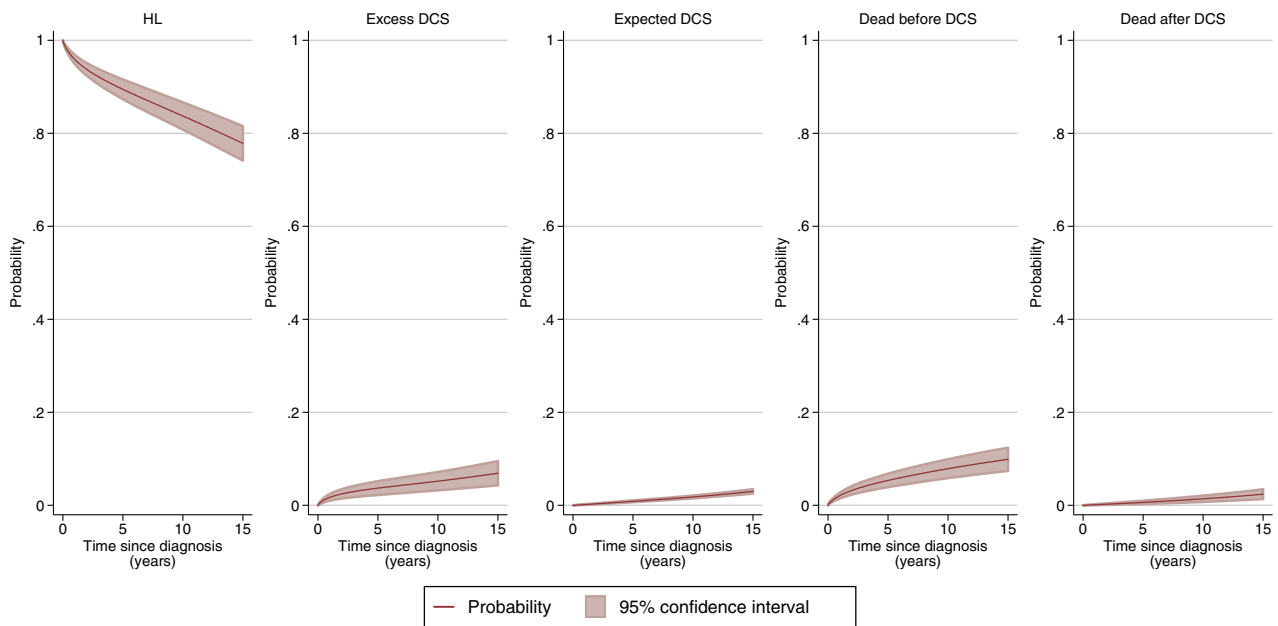 HL
Excess DCS
Expected DCS
Dead before DCS
Dead after DCS
1
.8
.6
.4
.2
0
Probability
0 5 10 15
Time since diagnosis
(years)
1
.8
.6
.4
.2
0
Probability
0 5 10 15
Time since diagnosis
(years)
1
.8
.6
.4
.2
0
Probability
0 5 10 15
Time since diagnosis
(years)
1
.8
.6
.4
.2
0
Probability
0 5 10 15
Time since diagnosis
(years)
1
.8
.6
.4
.2
0
Probability
0 5 10 15
Time since diagnosis
(years)
Probability
95% confidence interval